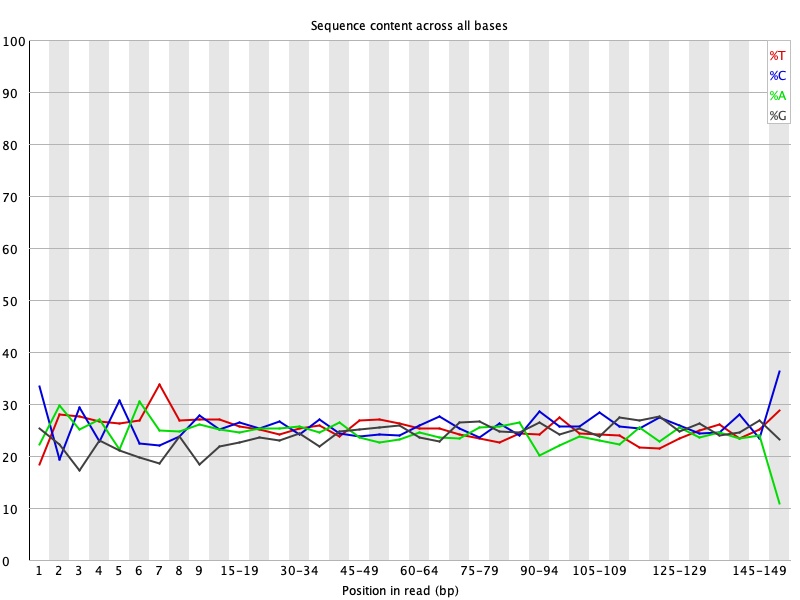 Sequence content across all bases
100
90
80
70
60
50
40
30
20
10
0
%T
%C
%A
%G
1 2 3 4 5 6 7 8 9 15-19 30-34 45-49 60-64 75-79 90-94 105-109 125-129 145-149
Position in read (bp)